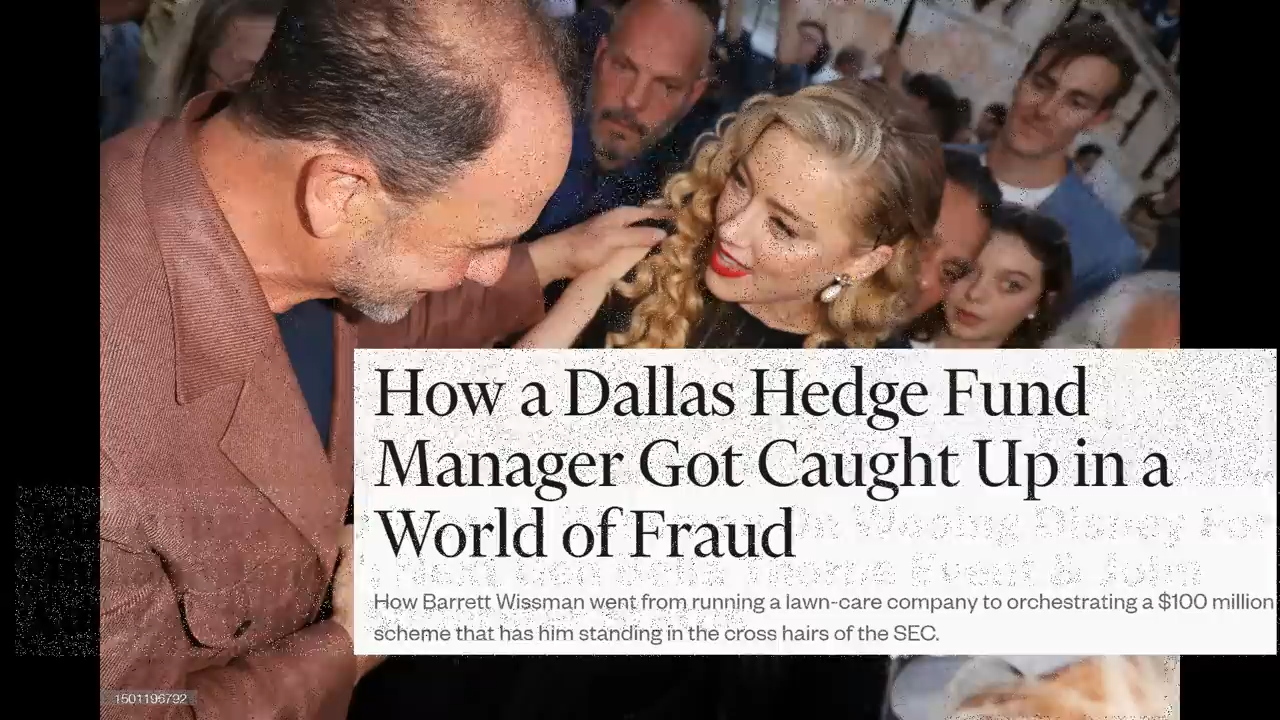 How a Dallas Hedge Fund
Manager Got Caught Up in a
World of Fraud
How Barrett Wissman went from running a lawn-care company to orchestrating a $100 million
scheme that has him standing in the cross hairs of the SEC.
1501196792